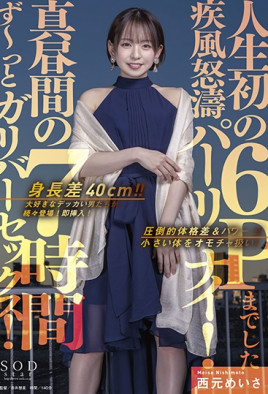 人生初の6Pまでした
疾風怒濤パーリーナイ!
真昼間の7時間
ず〜っとガリバーセックス!!
身長差40cm!!
大好きなデッカい男たちが
続々登場!即挿入!
圧倒的体格差&
小さい体をオモチャ扱い
Meisa Nishimoto
西元めいさ
SOD
star